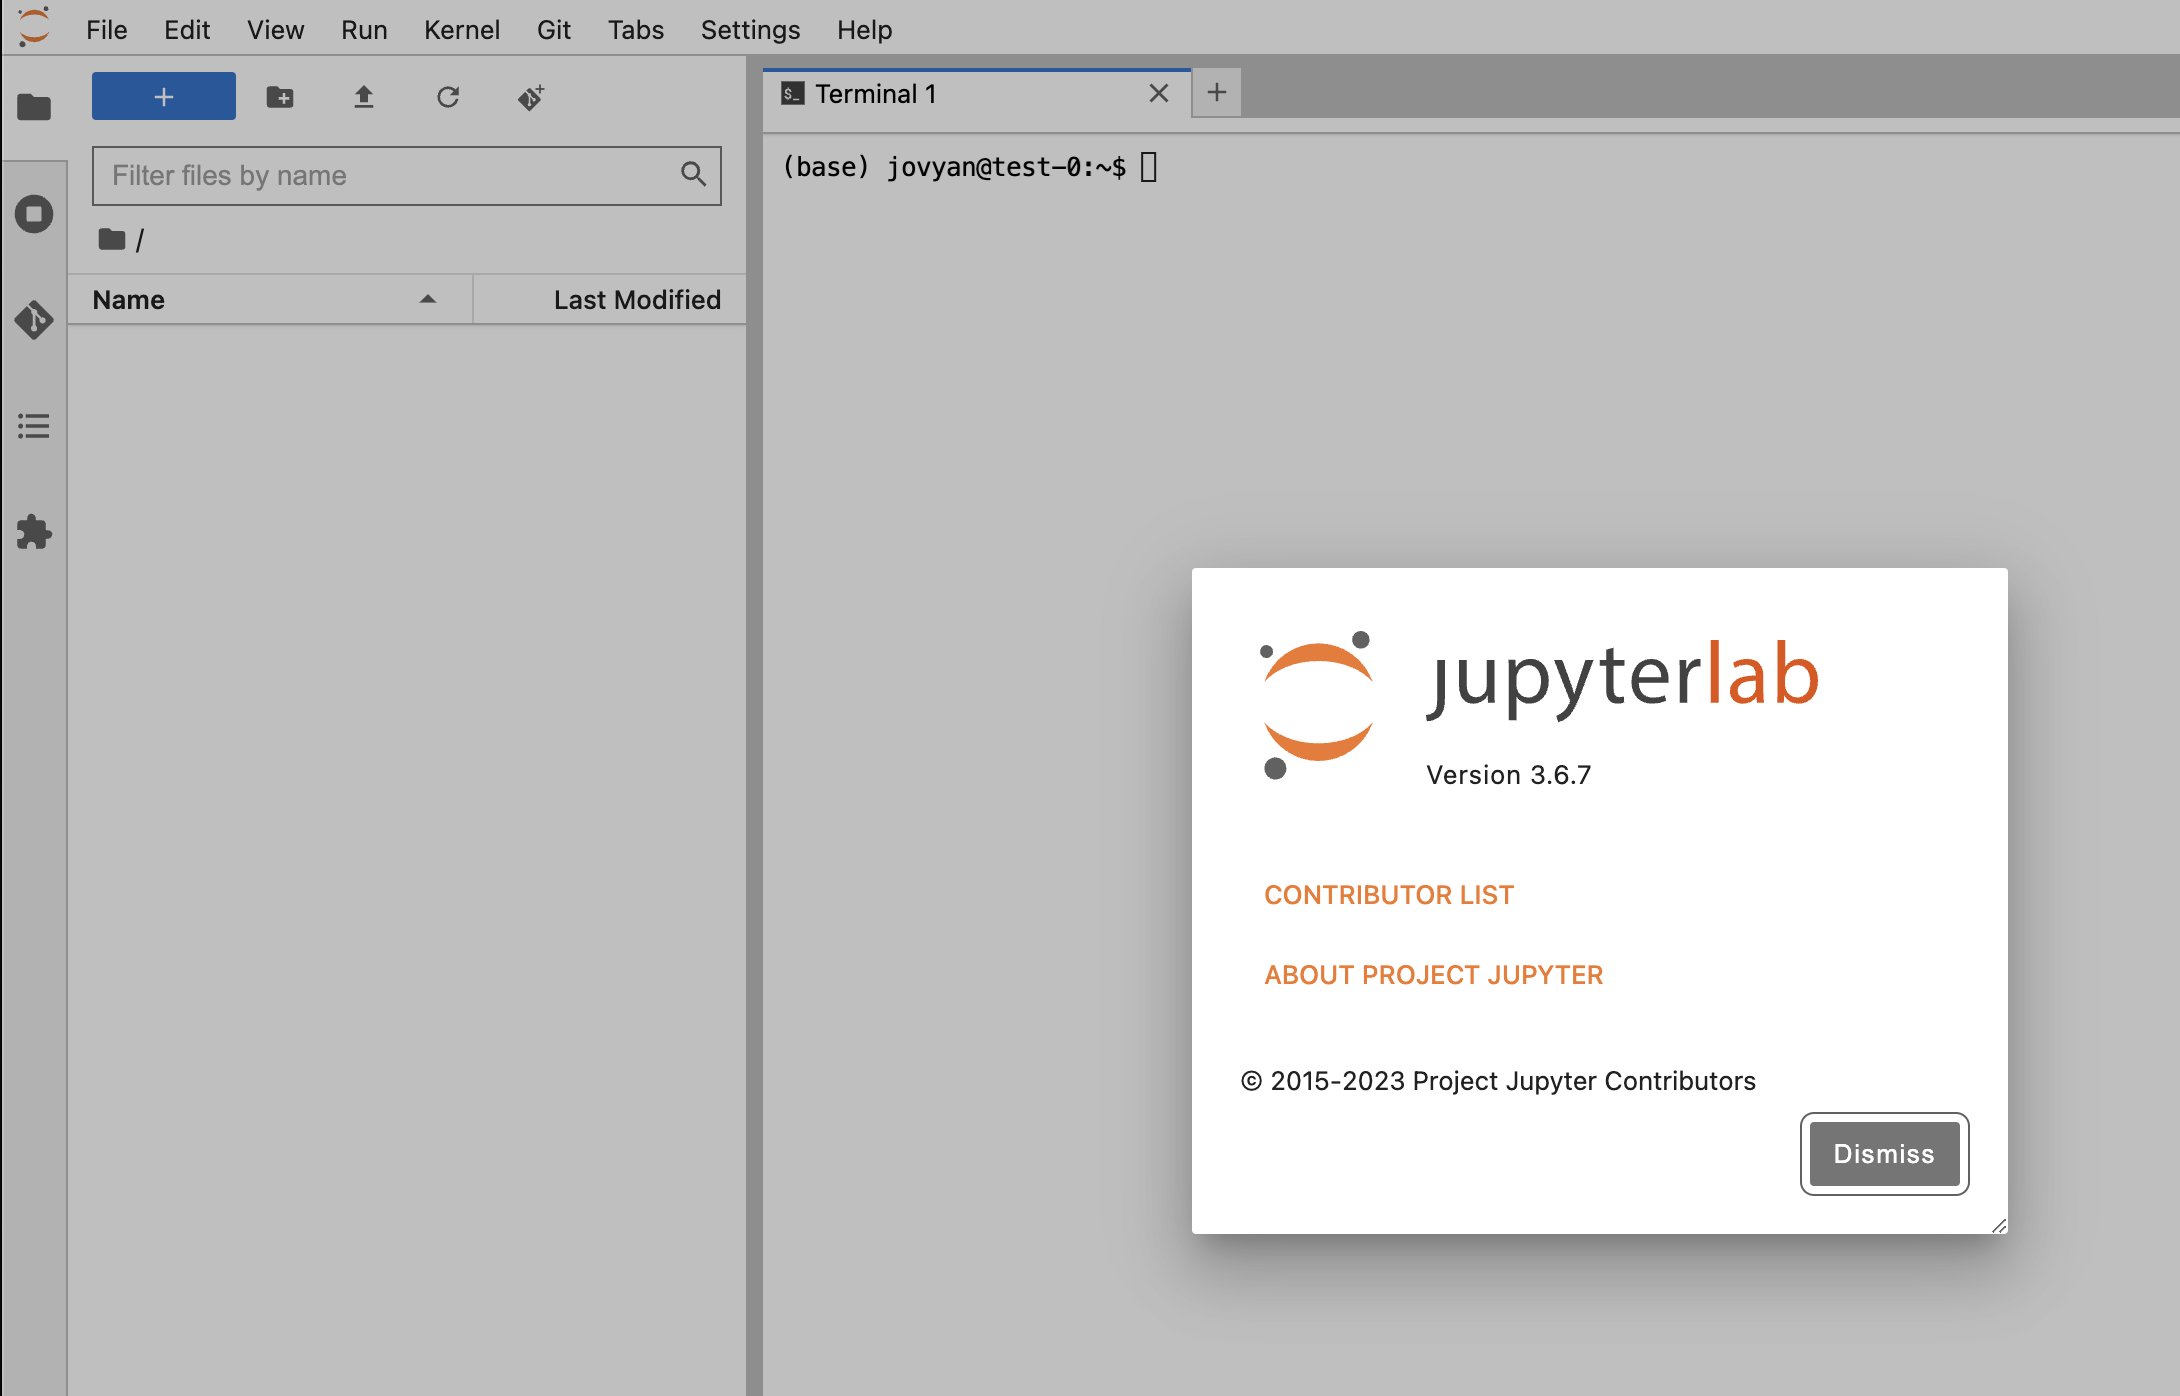 File Edit View Run Kernel Git Tabs Settings Help
Terminal 1
Filter files by name
(base) jovyan@test-0:~$
/
Name Last Modified
jupyterlab
Version 3.6.7
CONTRIBUTOR LIST
ABOUT PROJECT JUPYTER
© 2015-2023 Project Jupyter Contributors
Dismiss